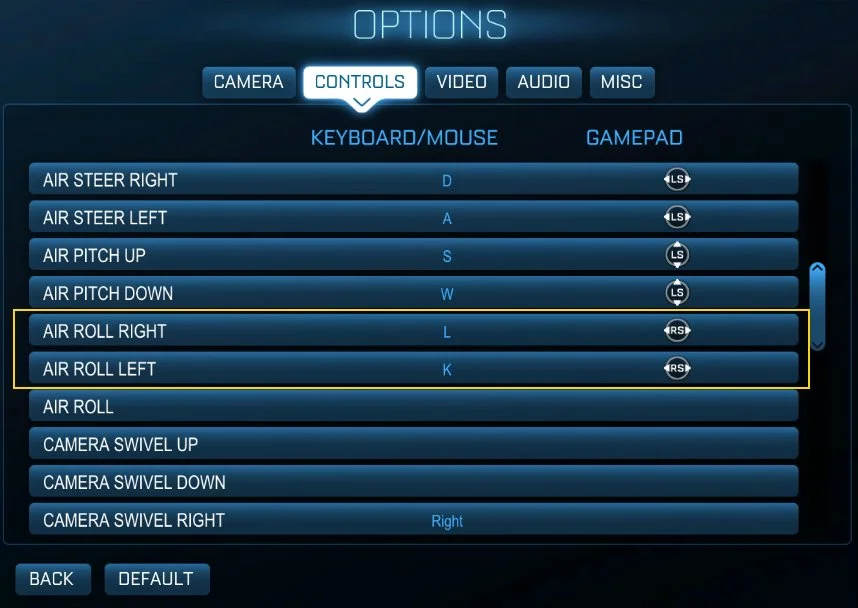 OPTIONS
CAMERA CONTROLS VIDEO AUDIO MISC
KEYBOARD/MOUSE GAMEPAD
AIR STEER RIGHT D LS
AIR STEER LEFT A LS
AIR PITCH UP S LS
AIR PITCH DOWN W LS
AIR ROLL RIGHT L RS
AIR ROLL LEFT K RS
AIR ROLL
CAMERA SWIVEL UP
CAMERA SWIVEL DOWN
CAMERA SWIVEL RIGHT Right
BACK DEFAULT